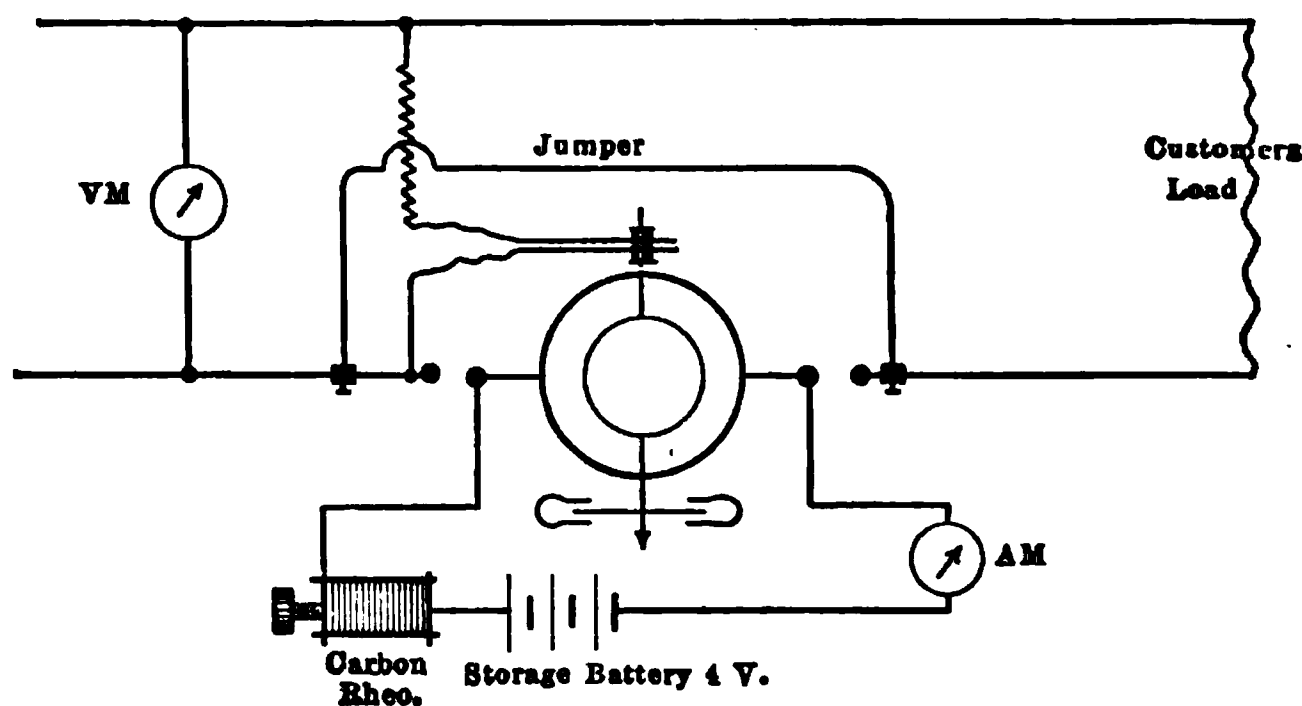 Jumper
Customers
Load
VM
AM
Carbon
Rheo.
Storage Battery 4 V.